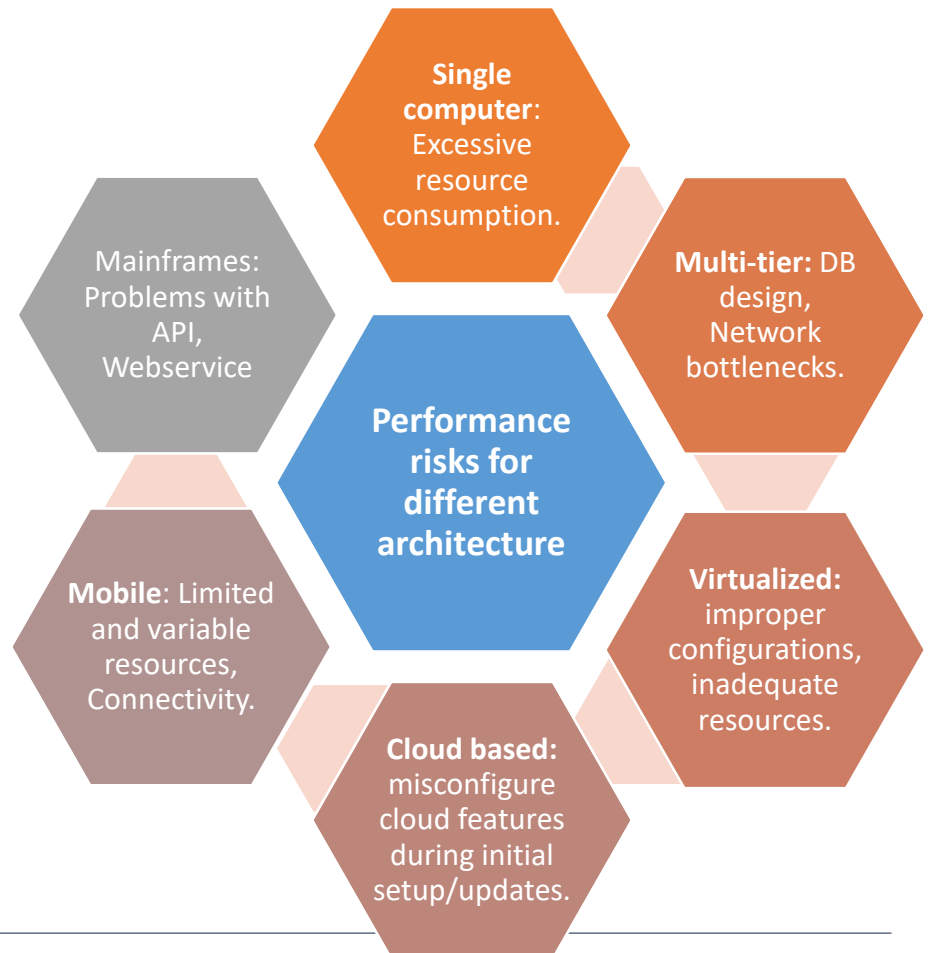 Single
computer:
Excessive
resource
consumption.
Multi-tier: DB
design,
Network
bottlenecks.
Virtualized:
improper
configurations,
inadequate
resources.
Cloud based:
misconfigure
cloud features
during initial
setup/updates.
Mobile: Limited
and variable
resources,
Connectivity.
Mainframes:
Problems with
API,
Webservice
Performance
risks for
different
architecture